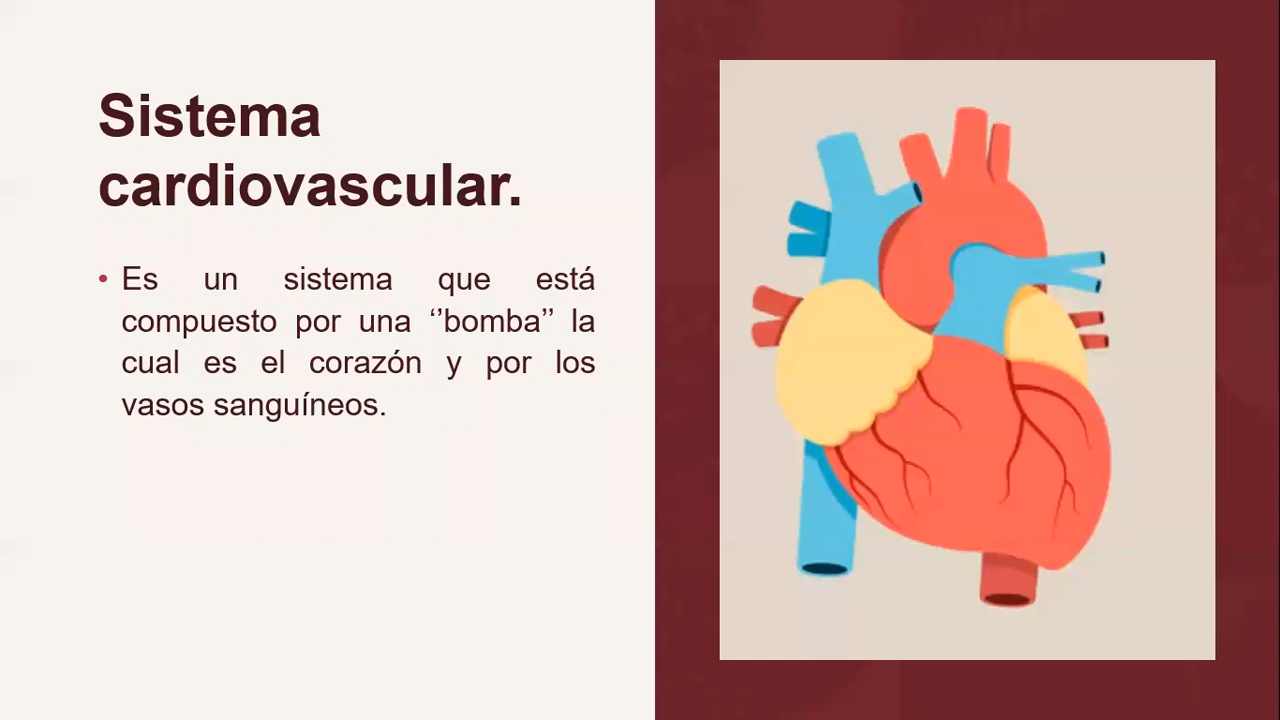 Sistema
cardiovascular.
• Es un sistema que está
compuesto por una ‘’bomba’’ la
cual es el corazón y por los
vasos sanguíneos.